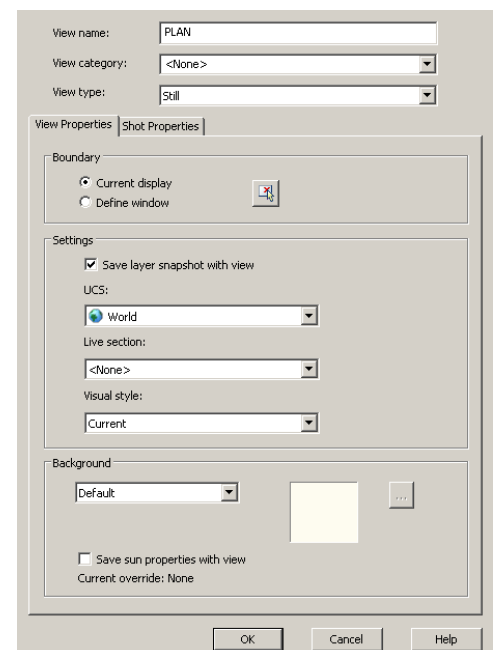 View name: PLAN
View category: <None>
View type: Still
View Properties Shot Properties
Boundary
Current display
Define window
Settings
Save layer snapshot with view
UCS:
World
Live section:
<None>
Visual style:
Current
Background
Default
...
Save sun properties with view
Current override: None
OK Cancel Help